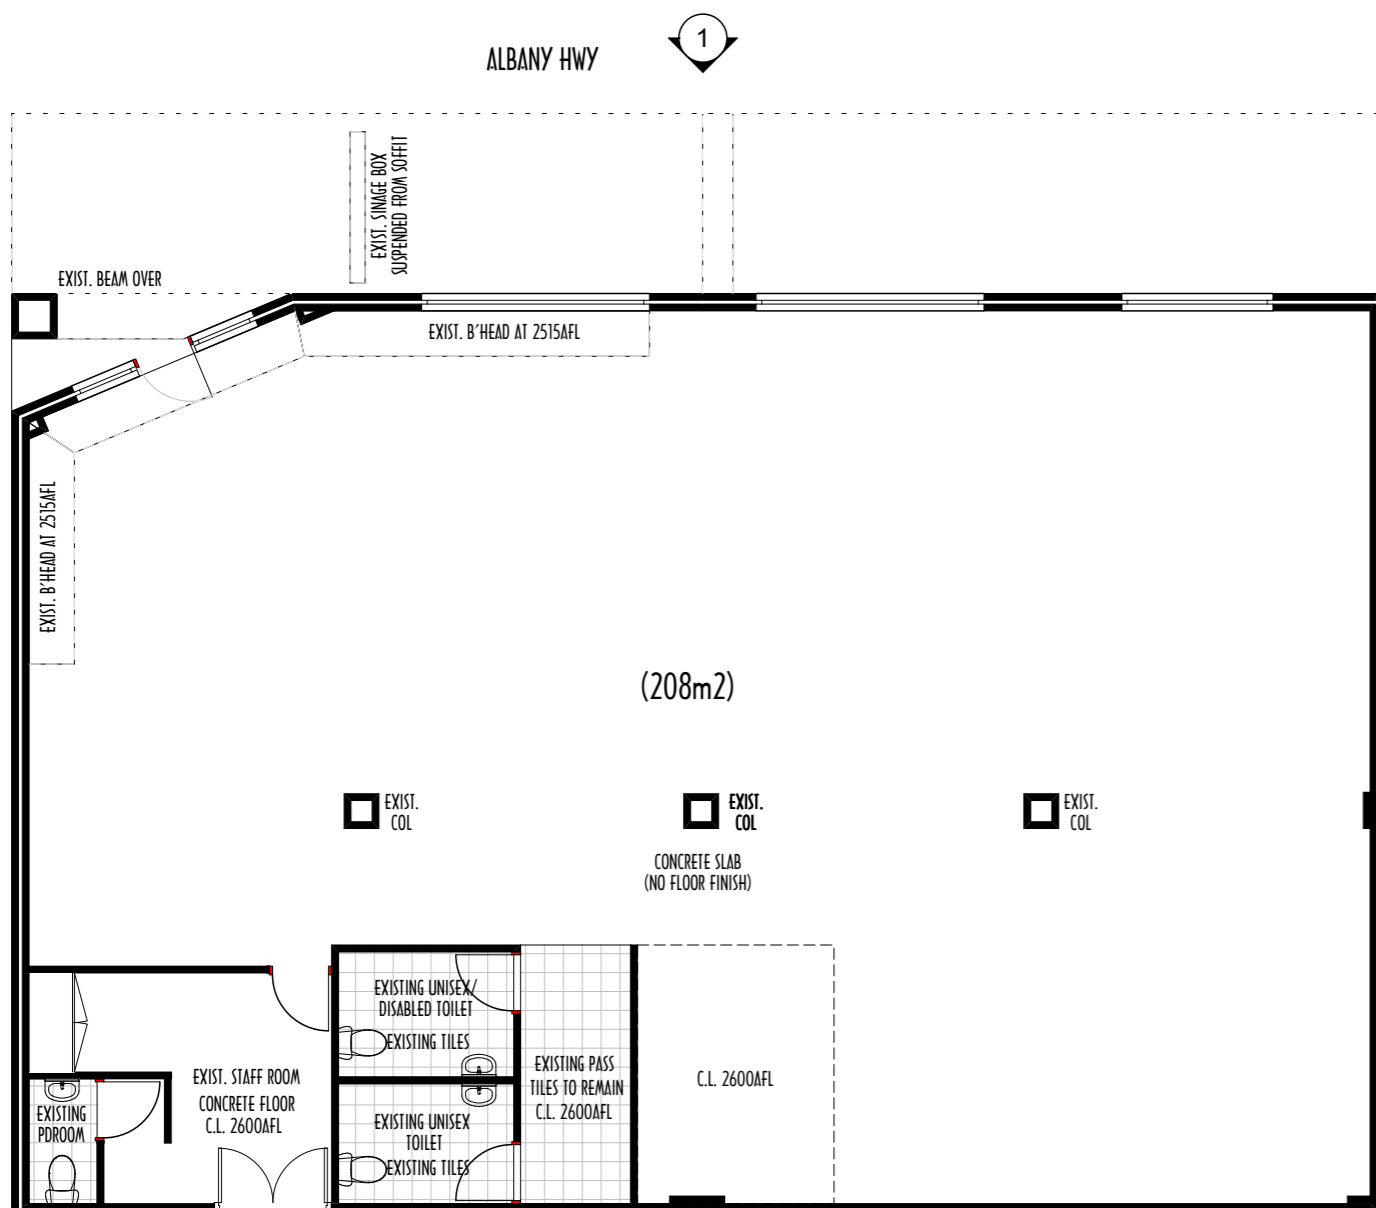 1
ALBANY HWY
EXIST. SINAGE BOX
SUSPENDED FROM SOFFIT
EXIST. BEAM OVER
EXIST. B'HEAD AT 2515AFL
EXIST. B'HEAD AT 2515AFL
(208m2)
EXIST.
COL
EXIST.
COL
EXIST.
COL
CONCRETE SLAB
(NO FLOOR FINISH)
EXISTING UNISEX/
DISABLED TOILET
EXISTING TILES
EXISTING PASS
TILES TO REMAIN
C.L. 2600AFL
C.L. 2600AFL
EXIST. STAFF ROOM
CONCRETE FLOOR
C.L. 2600AFL
EXISTING
PDROOM
EXISTING UNISEX
TOILET
EXISTING TILES